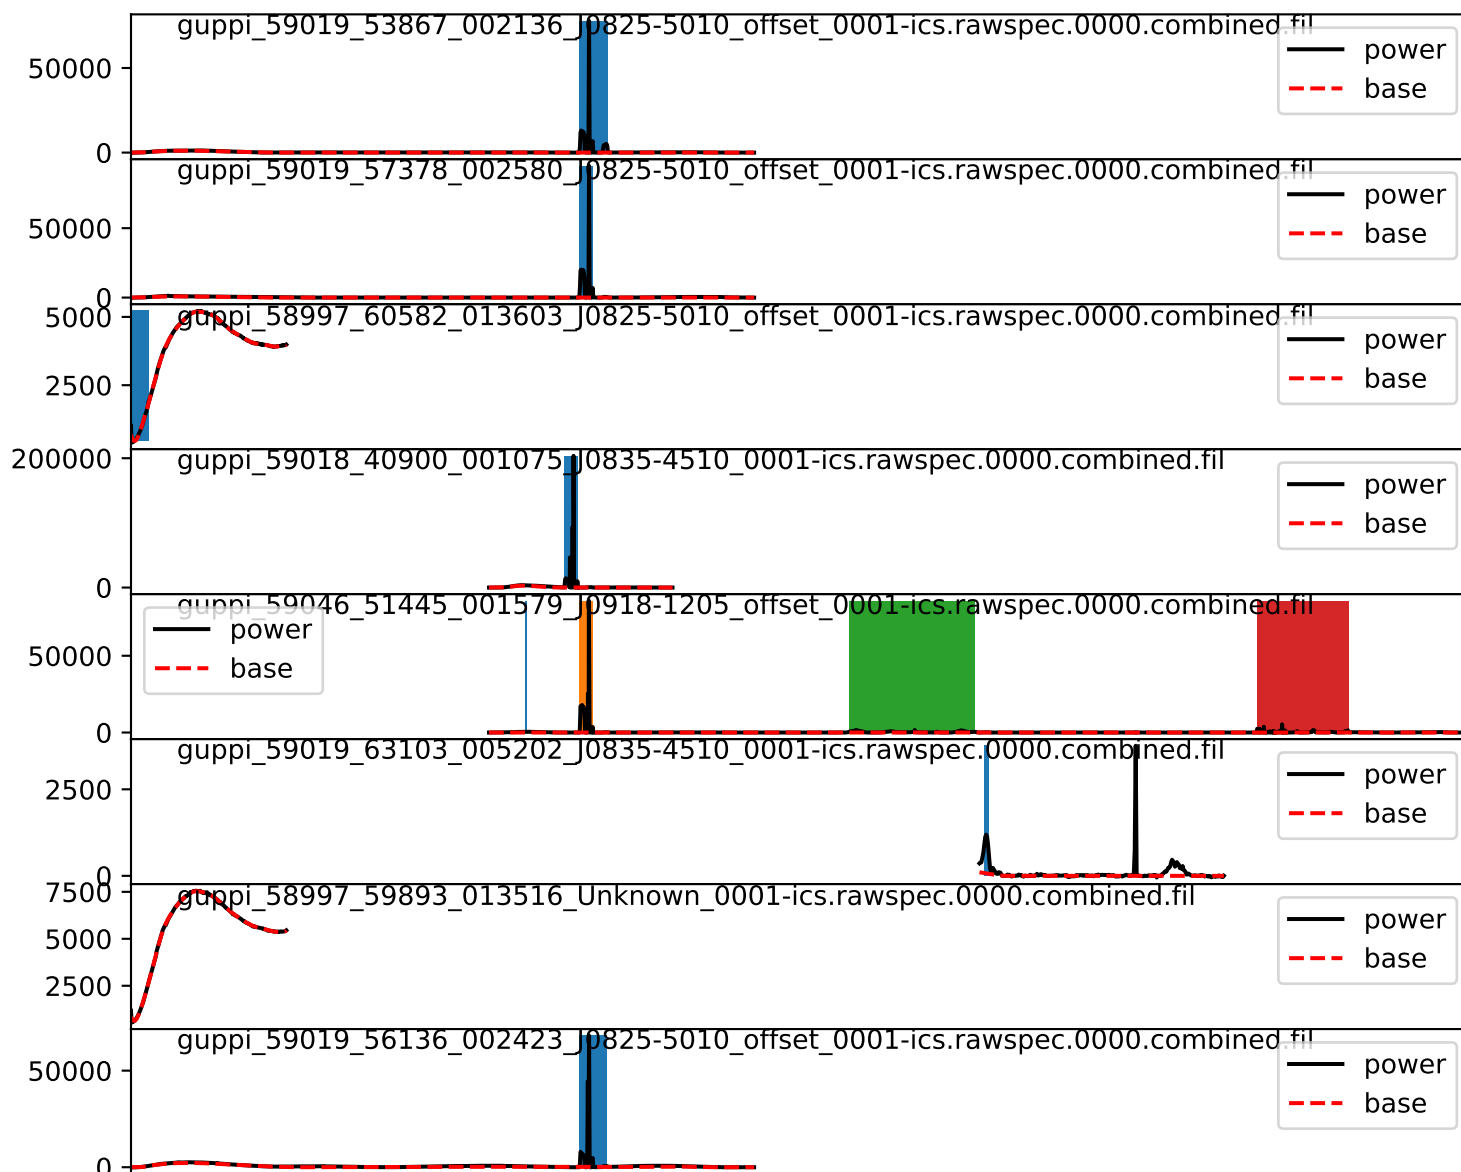 guppi_59019_53867_002136_J0825-5010_offset_0001-ics.rawspec.0000.combined.fil
power
base
50000
0
guppi_59019_57378_002580_J0825-5010_offset_0001-ics.rawspec.0000.combined.fil
power
base
50000
0
guppi_58997_60582_013603_J0825-5010_offset_0001-ics.rawspec.0000.combined.fil
power
base
5000
2500
guppi_59018_40900_001075_J0835-4510_0001-ics.rawspec.0000.combined.fil
power
base
200000
0
guppi_59046_51445_001579_J0918-1205_offset_0001-ics.rawspec.0000.combined.fil
power
base
50000
0
guppi_59019_63103_005202_J0835-4510_0001-ics.rawspec.0000.combined.fil
power
base
2500
0
guppi_58997_59893_013516_Unknown_0001-ics.rawspec.0000.combined.fil
power
base
7500
5000
2500
guppi_59019_56136_002423_J0825-5010_offset_0001-ics.rawspec.0000.combined.fil
power
base
50000
0